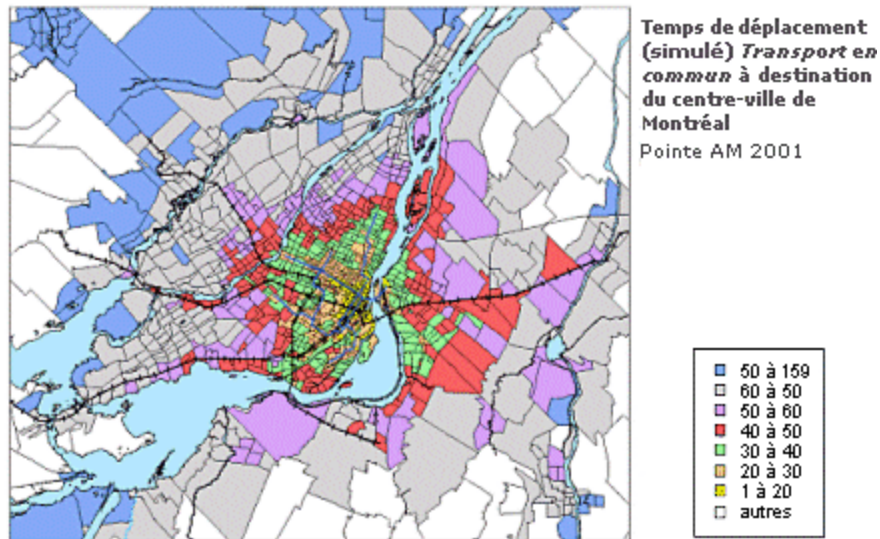 Temps de déplacement
(simulé) Transport en
commun à destination
du centre-ville de
Montréal
Pointe AM 2001
50 à 159
60 à 50
50 à 60
40 à 50
30 à 40
20 à 30
1 à 20
autres